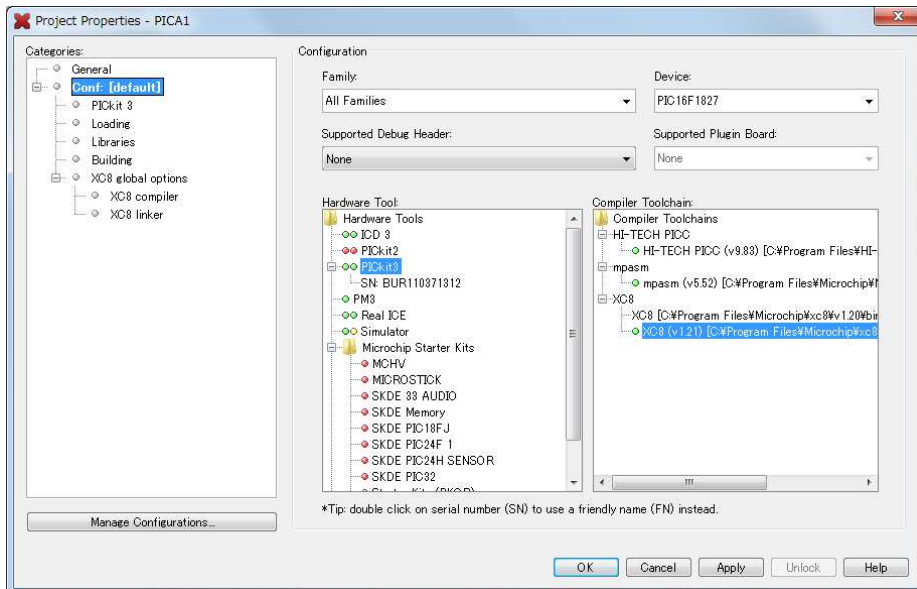 Project Properties - PICA1
Categories:
General
Conf: [default]
PICkit 3
Loading
Libraries
Building
XC8 global options
XC8 compiler
XC8 linker
Manage Configurations...
Configuration
Family:
All Families
Device:
PIC16F1827
Supported Debug Header:
None
Supported Plugin Board:
None
Hardware Tool:
Hardware Tools
ICD 3
PICkit2
PICkit3
SN: BUR110371312
PM3
Real ICE
Simulator
Microchip Starter Kits
MCHV
MICROSTICK
SKDE 33 AUDIO
SKDE Memory
SKDE PIC18FJ
SKDE PIC24F 1
SKDE PIC24H SENSOR
SKDE PIC32
Compiler Toolchain:
Compiler Toolchains
HI-TECH PICC
HI-TECH PICC (v9.83) [C:¥Program Files¥HI-
mpasm
mpasm (v5.52) [C:¥Program Files¥Microchip¥
XC8
XC8 [C:¥Program Files¥Microchip¥xc8¥v1.20¥bin
XC8 (v1.21) [C:¥Program Files¥Microchip¥xc8
*Tip: double click on serial number (SN) to use a friendly name (FN) instead.
OK
Cancel
Apply
Unlock
Help